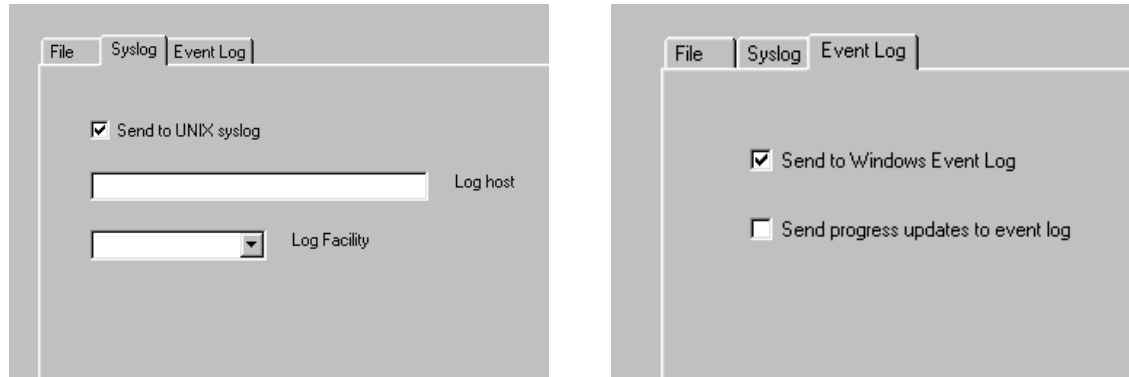 File Syslog Event Log
Send to UNIX syslog
Log host
Log Facility
File Syslog Event Log
Send to Windows Event Log
Send progress updates to event log